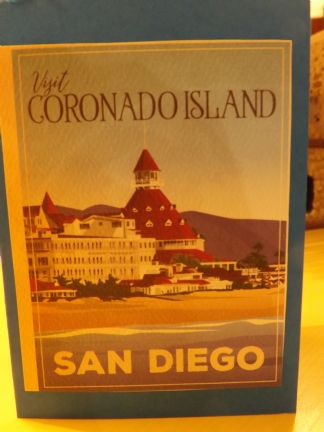 Visit
CORONADO ISLAND
SAN DIEGO